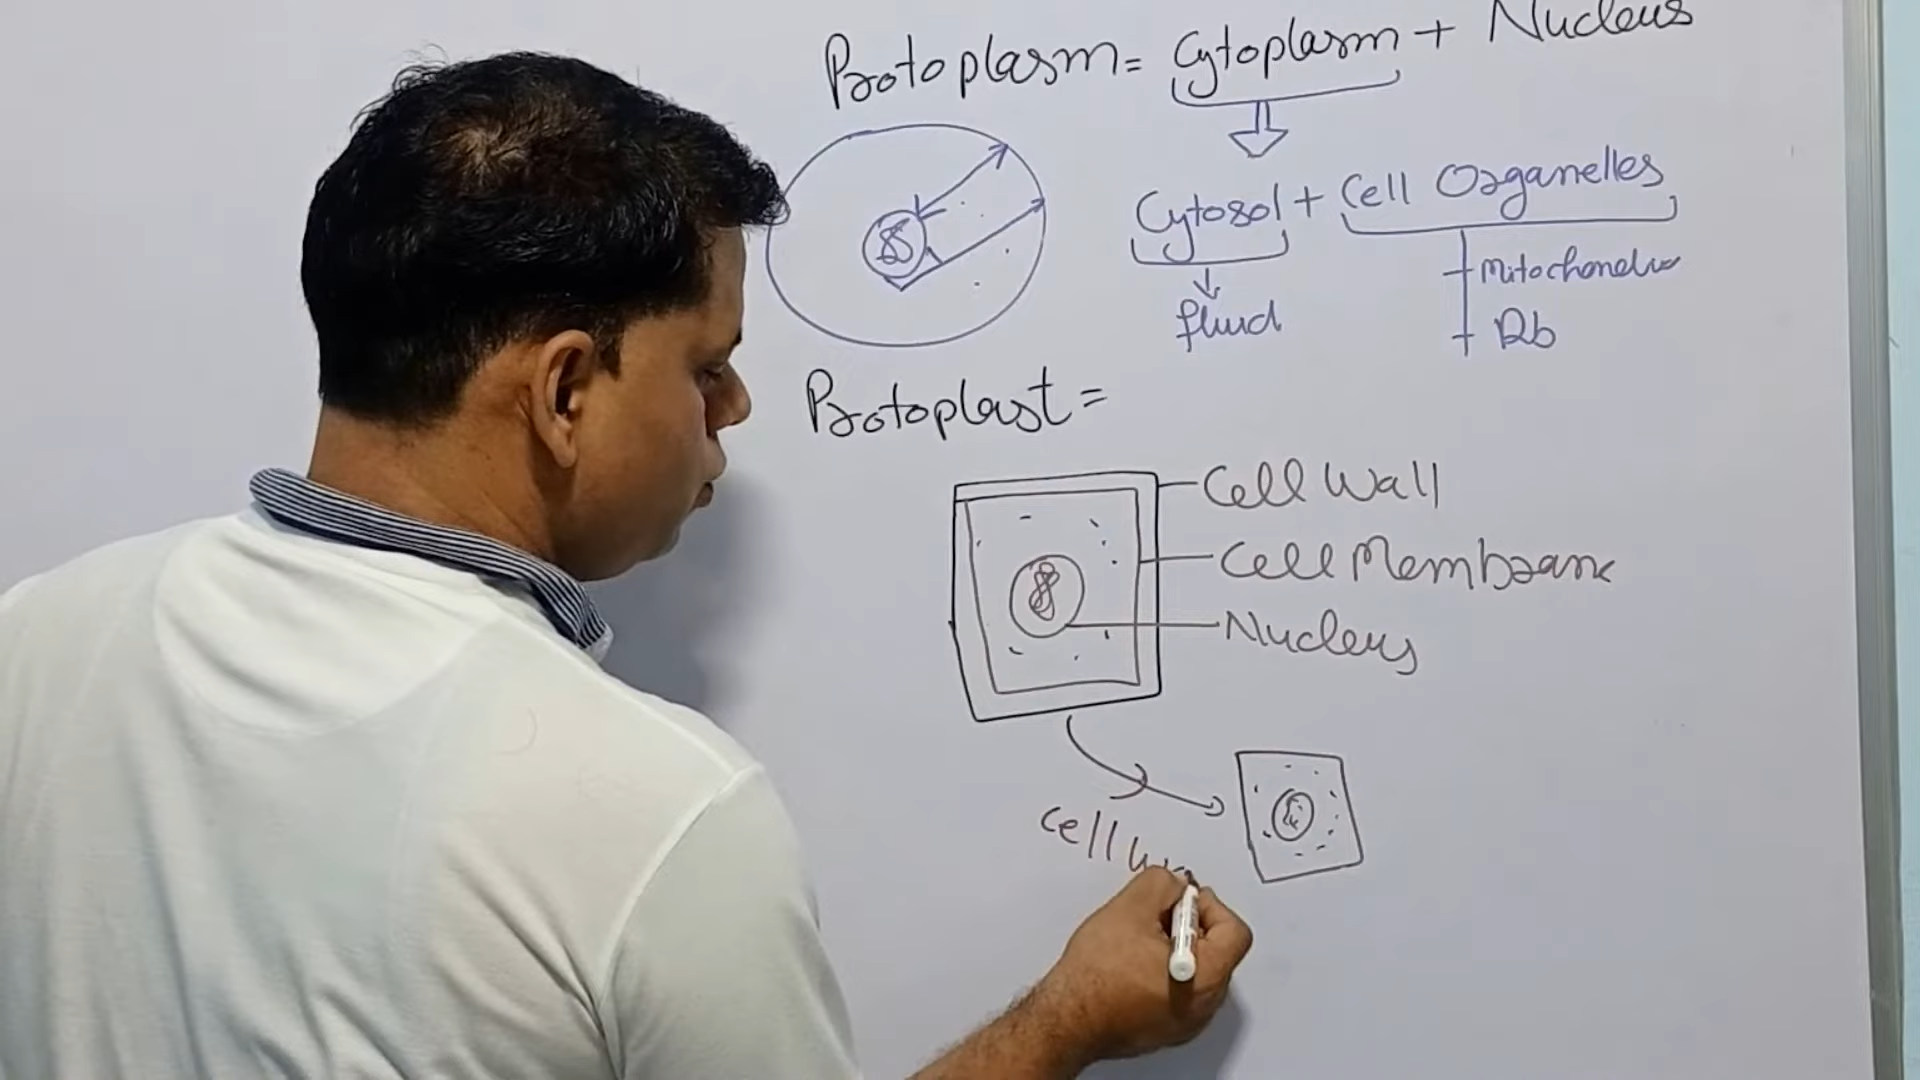 Protoplasm = Cytoplasm + Nucleus
Cytosol + Cell Organelles
fluid
Mitochondria
Rb
Protoplast =
Cell Wall
Cell Membrane
Nucleus
Cell